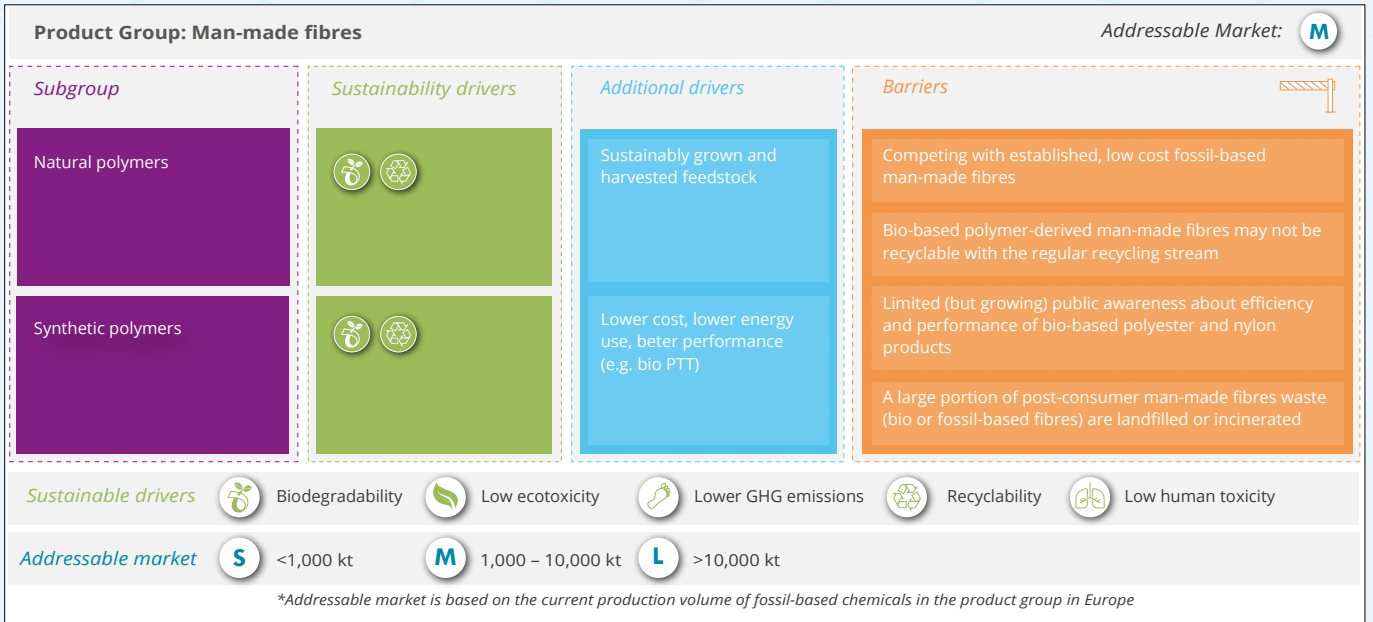 Product Group: Man-made fibres
Addressable Market:
M
Subgroup
Sustainability drivers
Additional drivers
Barriers
Natural polymers
Sustainably grown and
harvested feedstock
Competing with established, low cost fossil-based
man-made fibres
Bio-based polymer-derived man-made fibres may not be
recyclable with the regular recycling stream
Synthetic polymers
Lower cost, lower energy
use, beter performance
(e.g. bio PTT)
Limited (but growing) public awareness about efficiency
and performance of bio-based polyester and nylon
products
A large portion of post-consumer man-made fibres waste
(bio or fossil-based fibres) are landfilled or incinerated
Sustainable drivers
Biodegradability
Low ecotoxicity
Lower GHG emissions
Recyclability
Low human toxicity
Addressable market
S
<1,000 kt
M
1,000 – 10,000 kt
L
>10,000 kt
*Addressable market is based on the current production volume of fossil-based chemicals in the product group in Europe